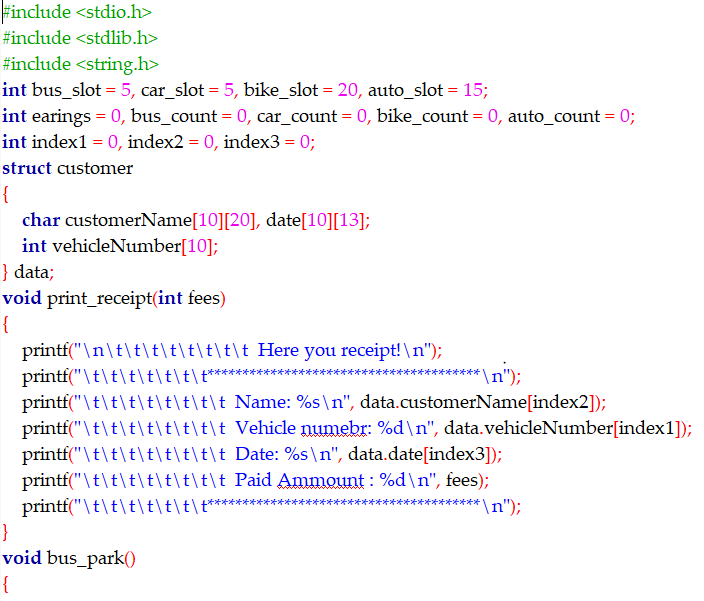 #include <stdio.h>
#include <stdlib.h>
#include <string.h>
int bus_slot = 5, car_slot = 5, bike_slot = 20, auto_slot = 15;
int earings = 0, bus_count = 0, car_count = 0, bike_count = 0, auto_count = 0;
int index1 = 0, index2 = 0, index3 = 0;
struct customer
{
    char customerName[10][20], date[10][13];
    int vehicleNumber[10];
} data;
void print_receipt(int fees)
{
    printf("\n\t\t\t\t\t\t\t\t  Here you receipt!\n");
    printf("\t\t\t\t\t\t\t***************************************\n");
    printf("\t\t\t\t\t\t\t\t  Name: %s\n", data.customerName[index2]);
    printf("\t\t\t\t\t\t\t\t  Vehicle numebr: %d\n", data.vehicleNumber[index1]);
    printf("\t\t\t\t\t\t\t\t  Date: %s\n", data.date[index3]);
    printf("\t\t\t\t\t\t\t\t  Paid Ammount : %d\n", fees);
    printf("\t\t\t\t\t\t\t***************************************\n");
}
void bus_park()
{